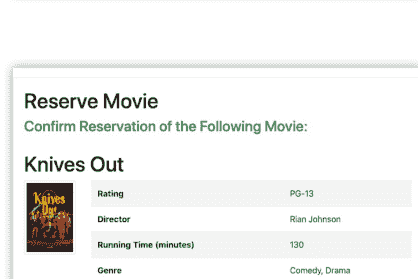 Reserve Movie
Confirm Reservation of the Following Movie:
Knives Out
Knives
Out
Rating PG-13
Director Rian Johnson
Running Time (minutes) 130
Genre Comedy, Drama